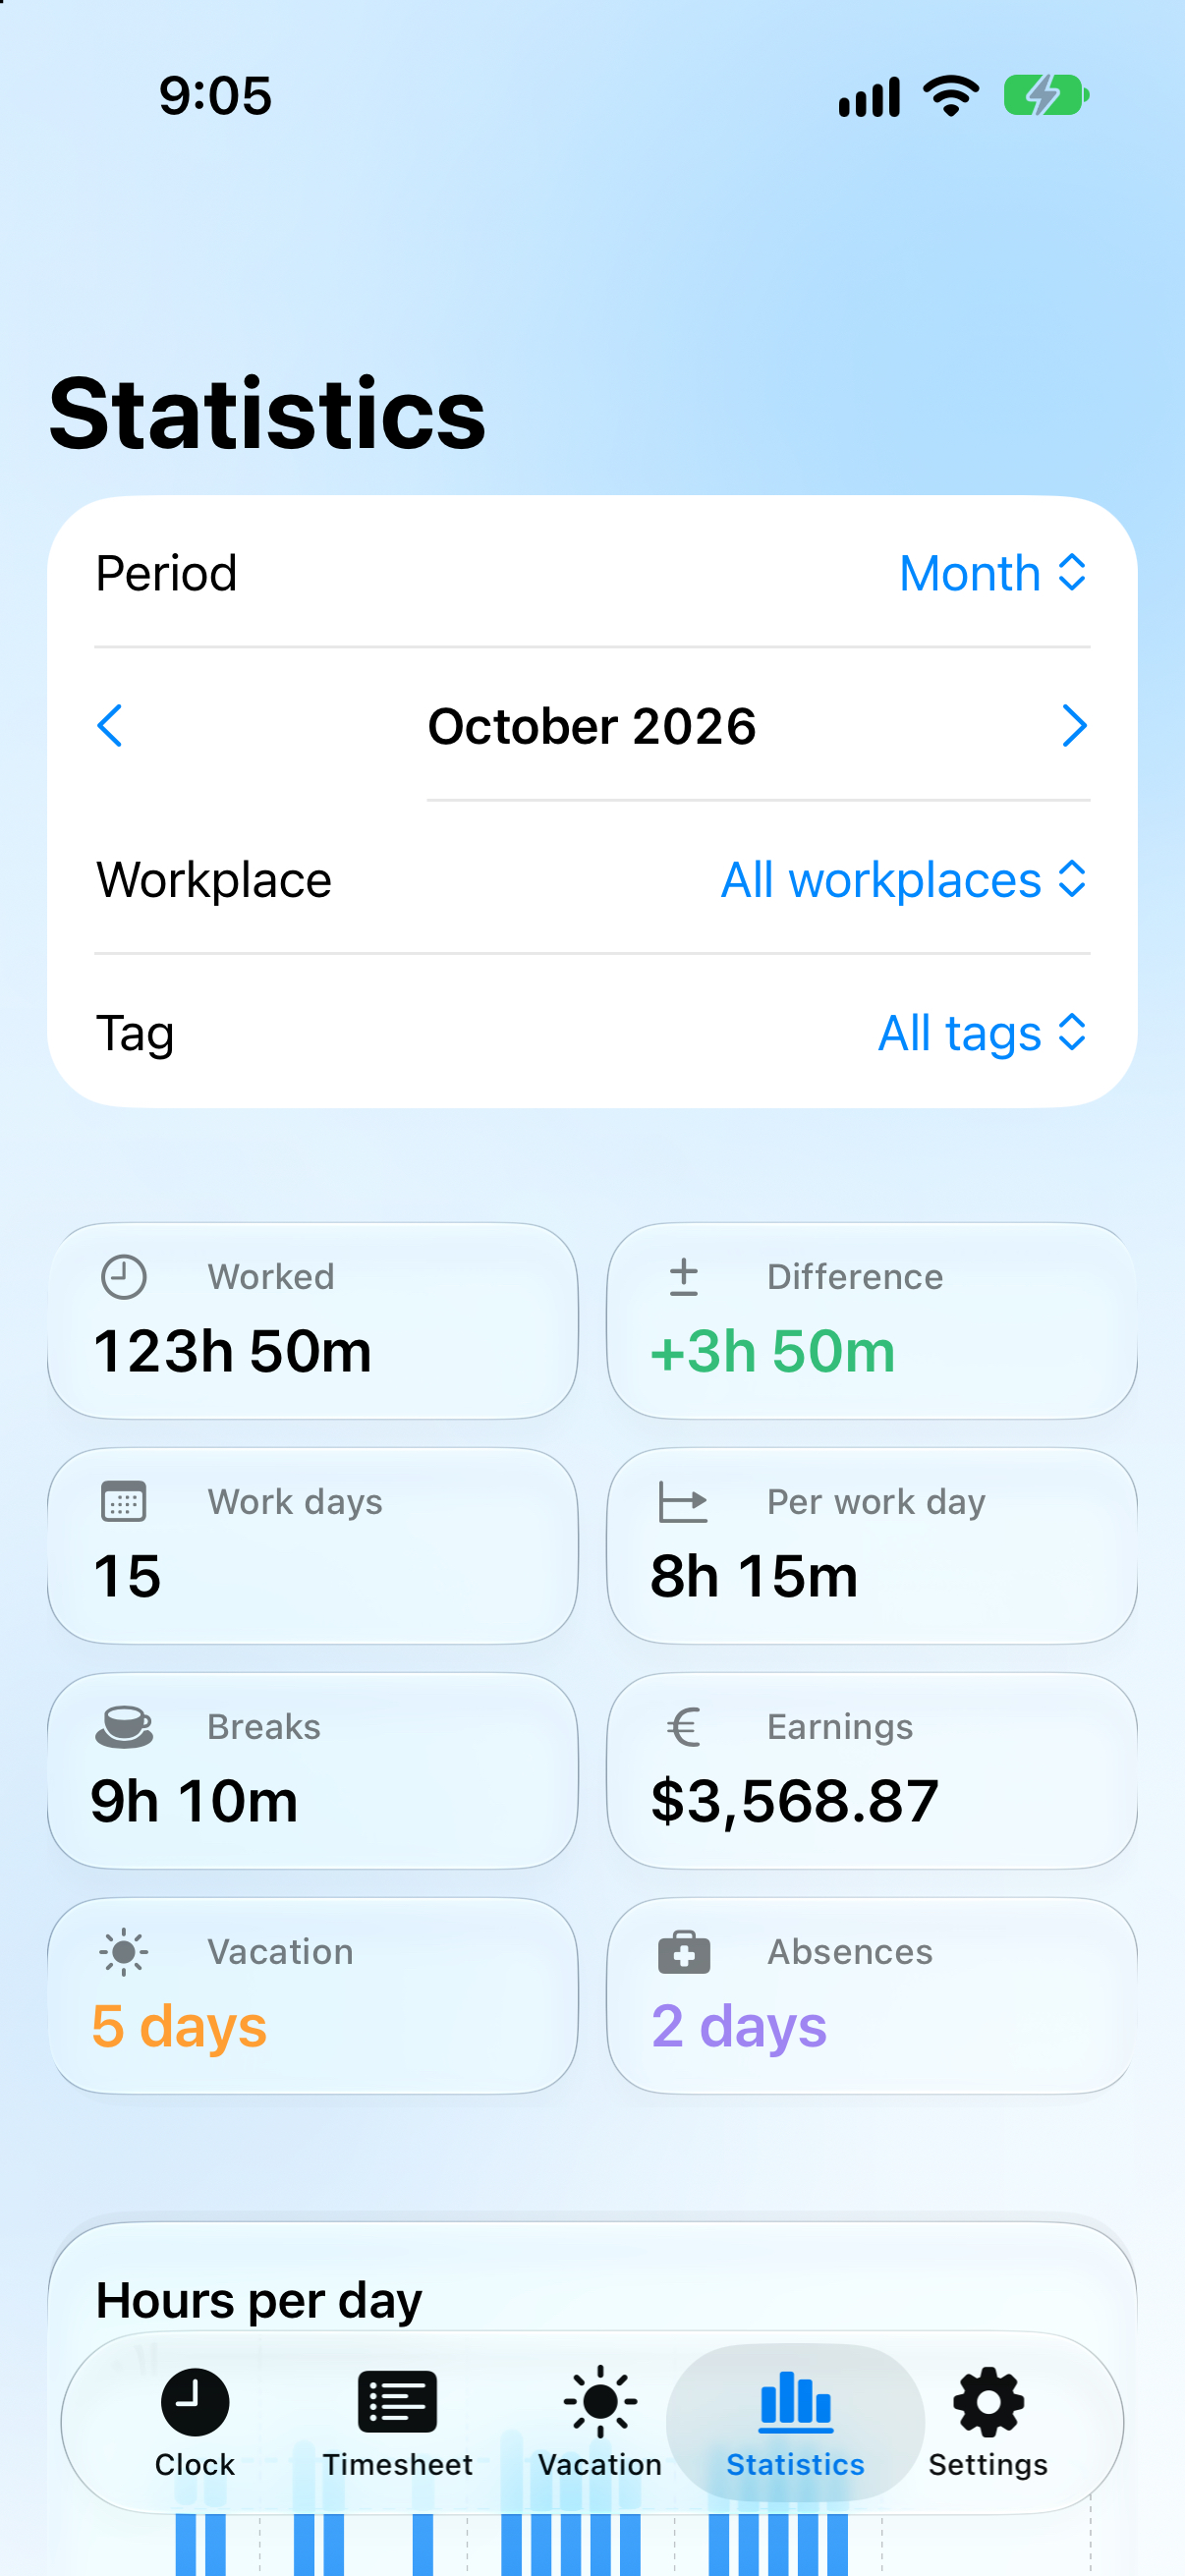 9:05
Statistics
Period Month
October 2026
Workplace All workplaces
Tag All tags
Worked
123h 50m
Difference
+3h 50m
Work days
15
Per work day
8h 15m
Breaks
9h 10m
Earnings
$3,568.87
Vacation
5 days
Absences
2 days
Hours per day
Clock Timesheet Vacation Statistics Settings